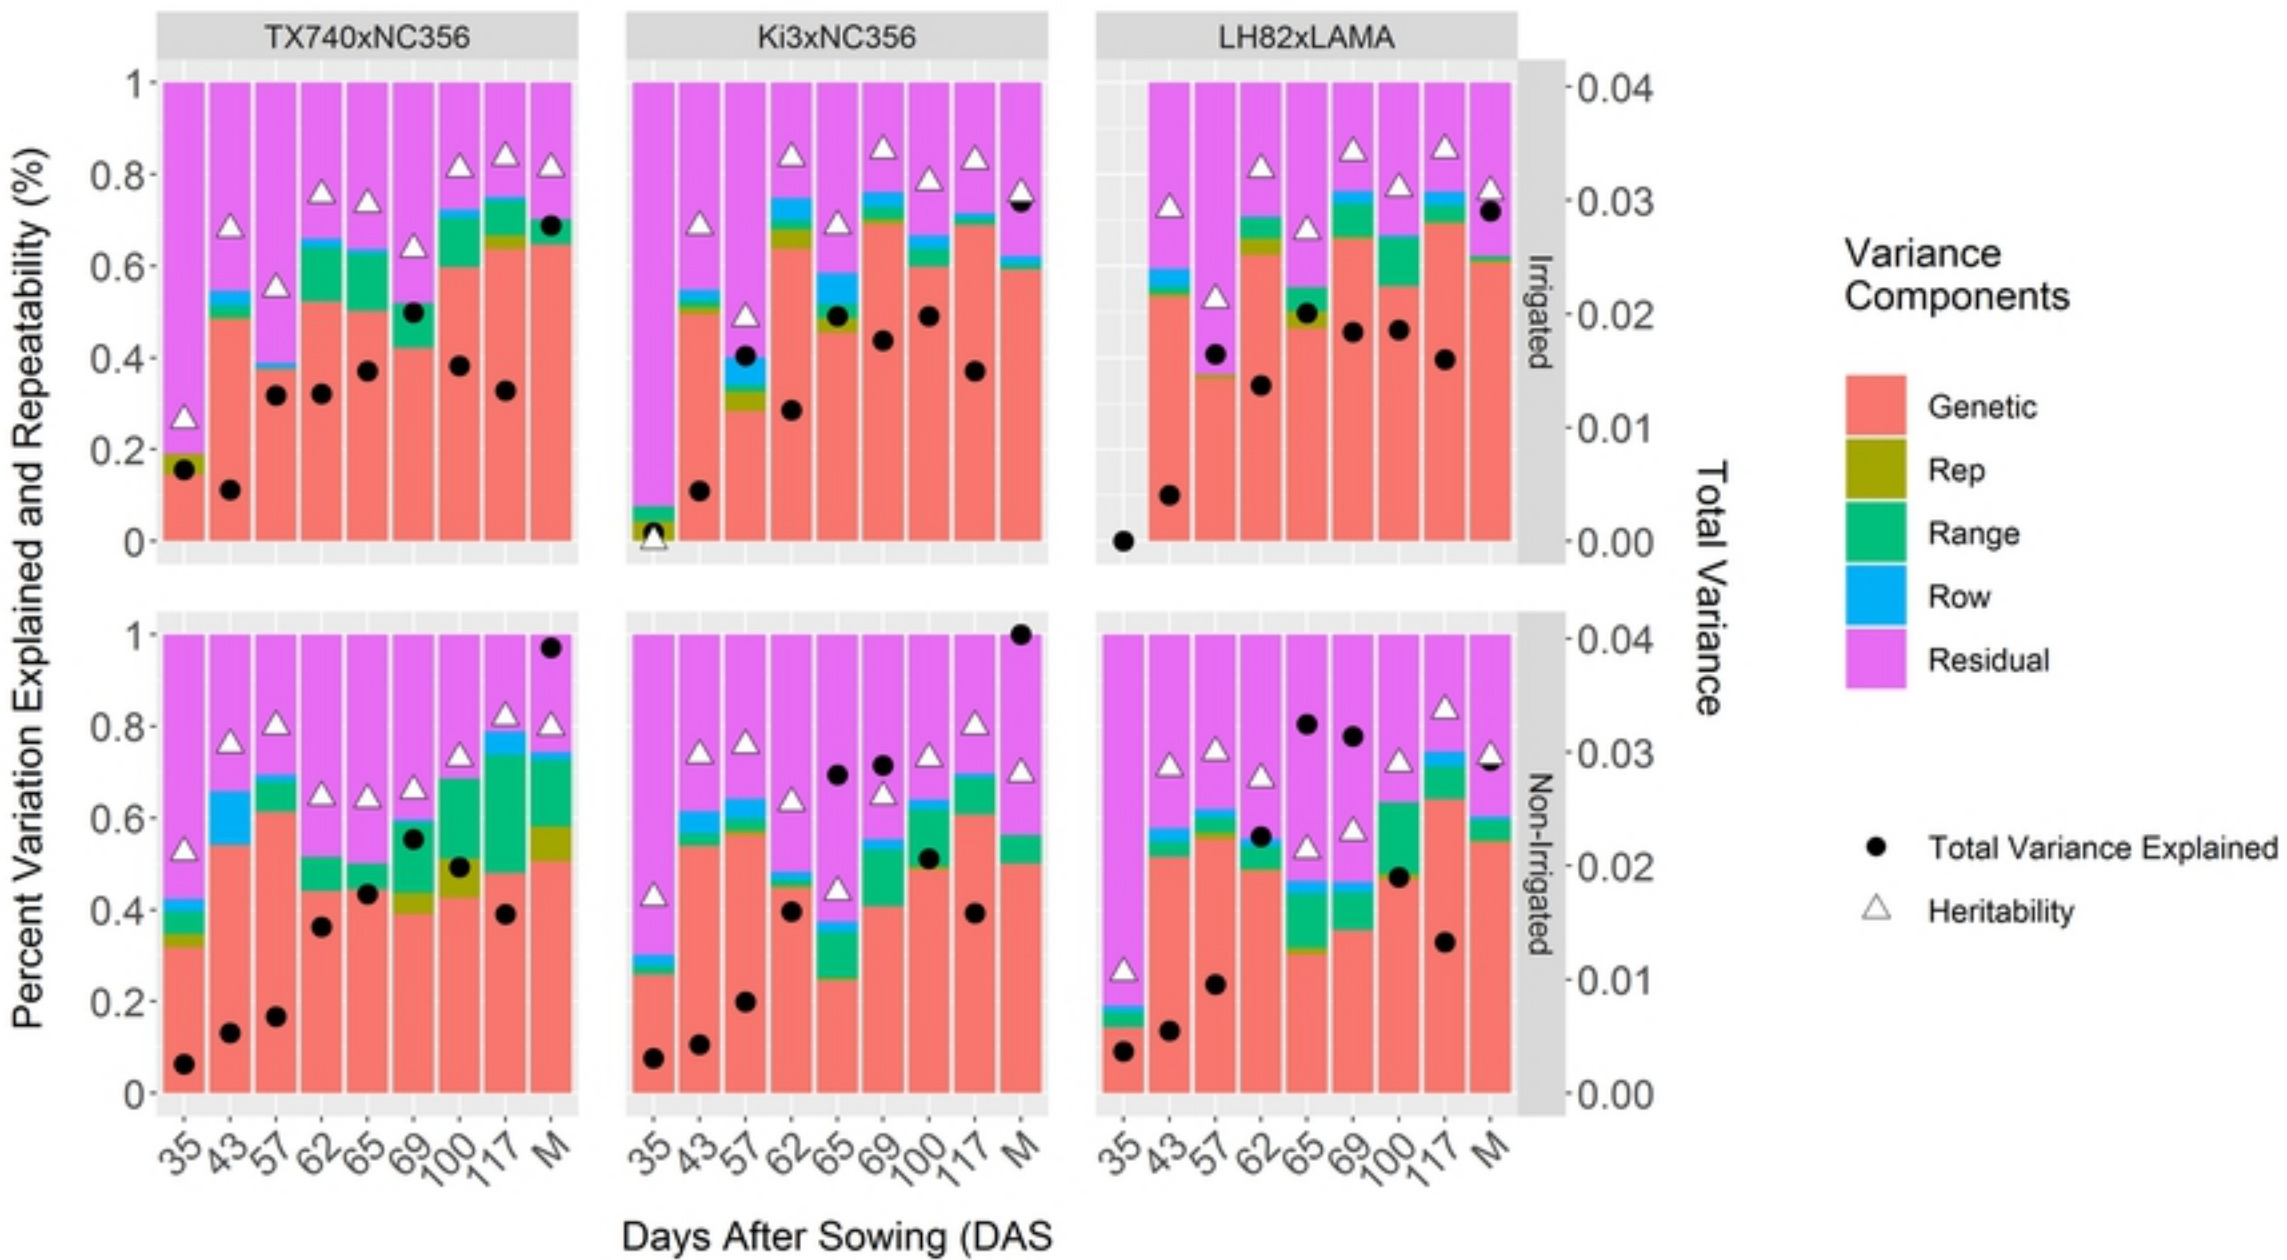 TX740xNC356
Ki3xNC356
LH82xLAMA
Percent Variation Explained and Repeatability (%)
1
0.8
0.6
0.4
0.2
0
0.04
0.03
0.02
0.01
0.00
Irrigated
1
0.8
0.6
0.4
0.2
0
0.04
0.03
0.02
0.01
0.00
Non-Irrigated
Total Variance
35 43 57 62 65 69 100 117 M
35 43 57 62 65 69 100 117 M
35 43 57 62 65 69 100 117 M
Days After Sowing (DAS
Variance
Components
Genetic
Rep
Range
Row
Residual
Total Variance Explained
Heritability